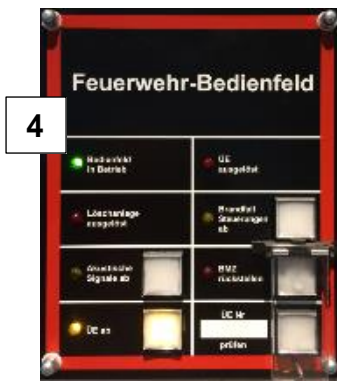 Feuerwehr-Bedienfeld
4
Bedienfeld
in Betrieb
ÜE
ausgelöst
Löschanlage
ausgelöst
Brandfall
Steuerungen
ab
Akustische
Signale ab
BMZ
rückstellen
ÜE ab
ÜE Nr
prüfen